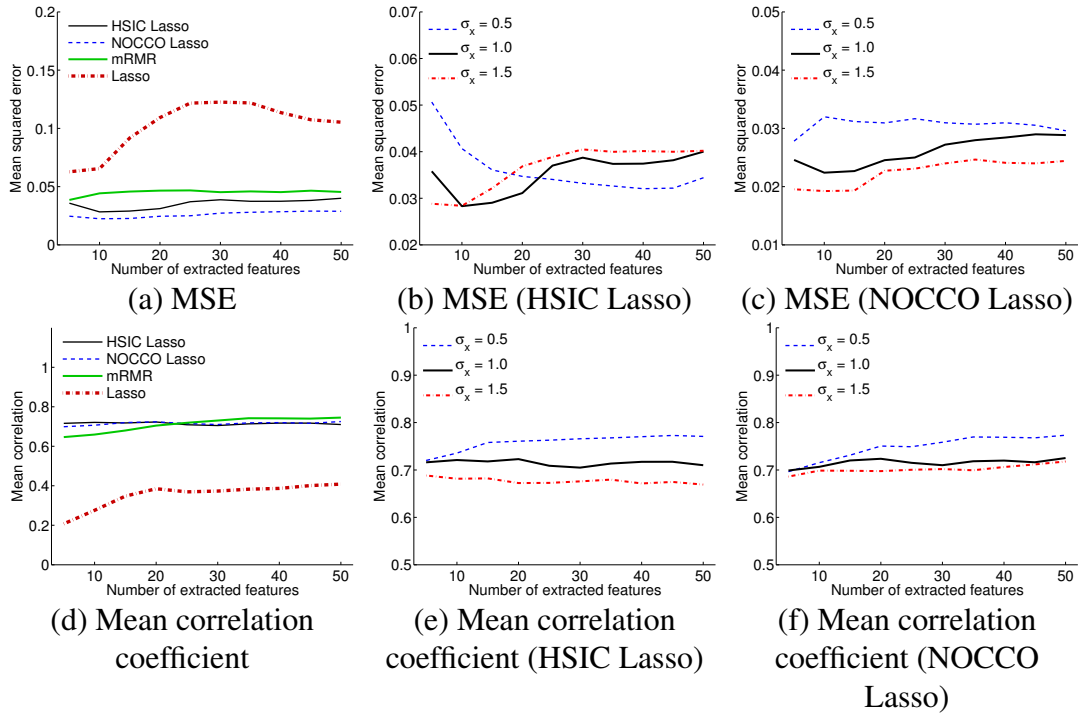 0.2
0.15
0.1
0.05
0
Mean squared error
HSIC Lasso
NOCCO Lasso
mRMR
Lasso
10 20 30 40 50
Number of extracted features
(a) MSE
0.07
0.06
0.05
0.04
0.03
0.02
Mean squared error
σx = 0.5
σx = 1.0
σx = 1.5
10 20 30 40 50
Number of extracted features
(b) MSE (HSIC Lasso)
0.05
0.04
0.03
0.02
0.01
Mean squared error
σx = 0.5
σx = 1.0
σx = 1.5
10 20 30 40 50
Number of extracted features
(c) MSE (NOCCO Lasso)
1
0.8
0.6
0.4
0.2
0
Mean correlation
HSIC Lasso
NOCCO Lasso
mRMR
Lasso
10 20 30 40 50
Number of extracted features
(d) Mean correlation
coefficient
1
0.9
0.8
0.7
0.6
0.5
Mean correlation
σx = 0.5
σx = 1.0
σx = 1.5
10 20 30 40 50
Number of extracted features
(e) Mean correlation
coefficient (HSIC Lasso)
1
0.9
0.8
0.7
0.6
0.5
Mean correlation
σx = 0.5
σx = 1.0
σx = 1.5
10 20 30 40 50
Number of extracted features
(f) Mean correlation
coefficient (NOCCO
Lasso)